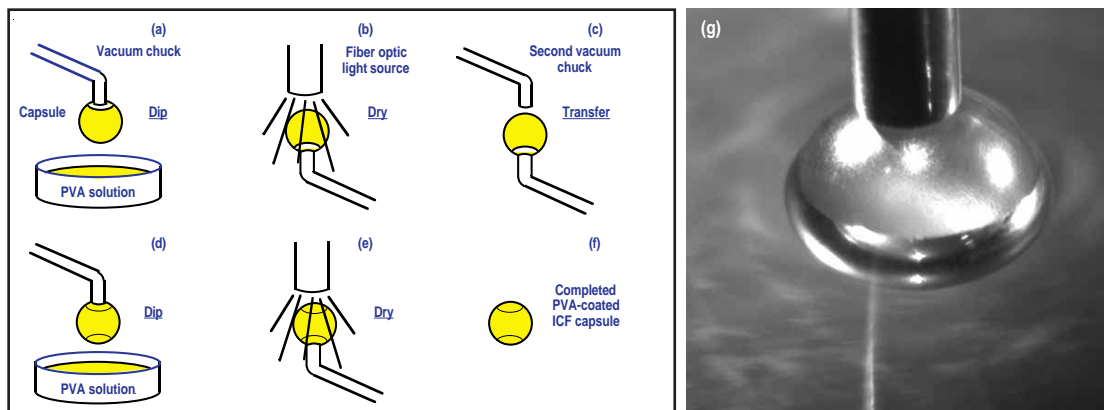 (a)
Vacuum chuck
Capsule
Dip
PVA solution
(b)
Fiber optic
light source
Dry
(c)
Second vacuum
chuck
Transfer
(d)
Dip
PVA solution.
(e)
Dry
(f)
Completed
PVA-coated
ICF capsule
(g)